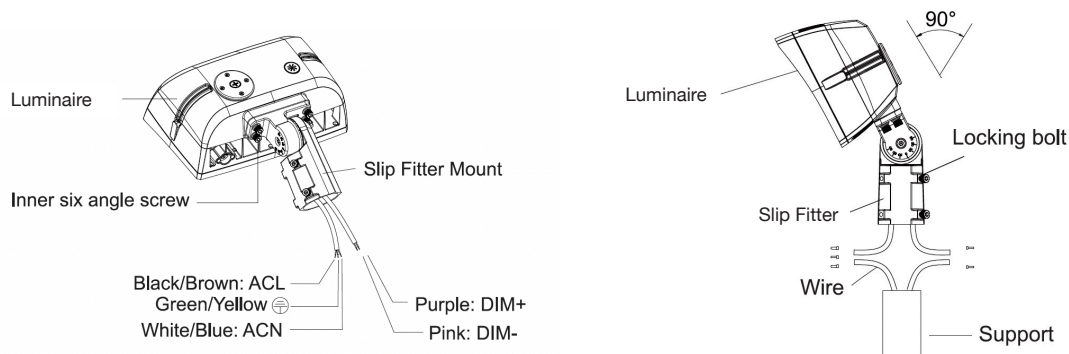 Luminaire
Slip Fitter Mount
Inner six angle screw
Black/Brown: ACL
Green/Yellow
White/Blue: ACN
Purple: DIM+
Pink: DIM-
90°
Luminaire
Locking bolt
Slip Fitter
Wire
Support